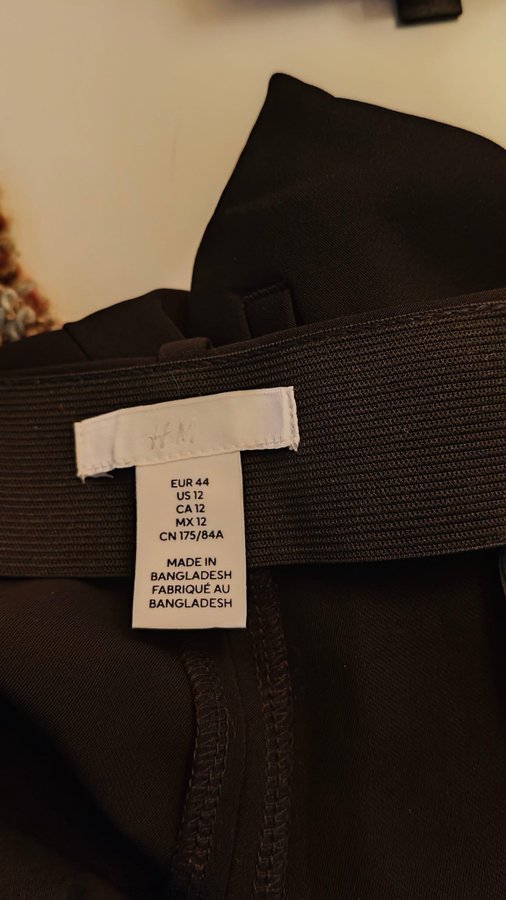 H&M
EUR 44
US 12
CA 12
MX 12
CN 175/84A
MADE IN
BANGLADESH
FABRIQUÉ AU
BANGLADESH